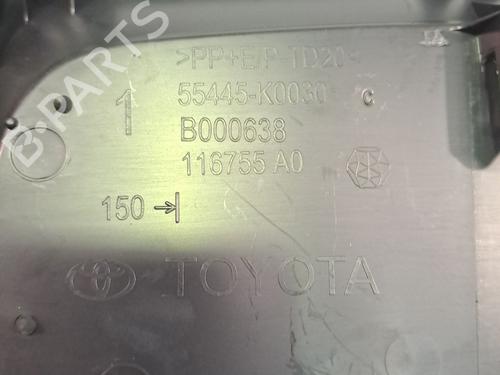 >PP+E/P-TD20<
1
55445-K0030 C
B000638
116755 A0
150
TOYOTA
B PARTS